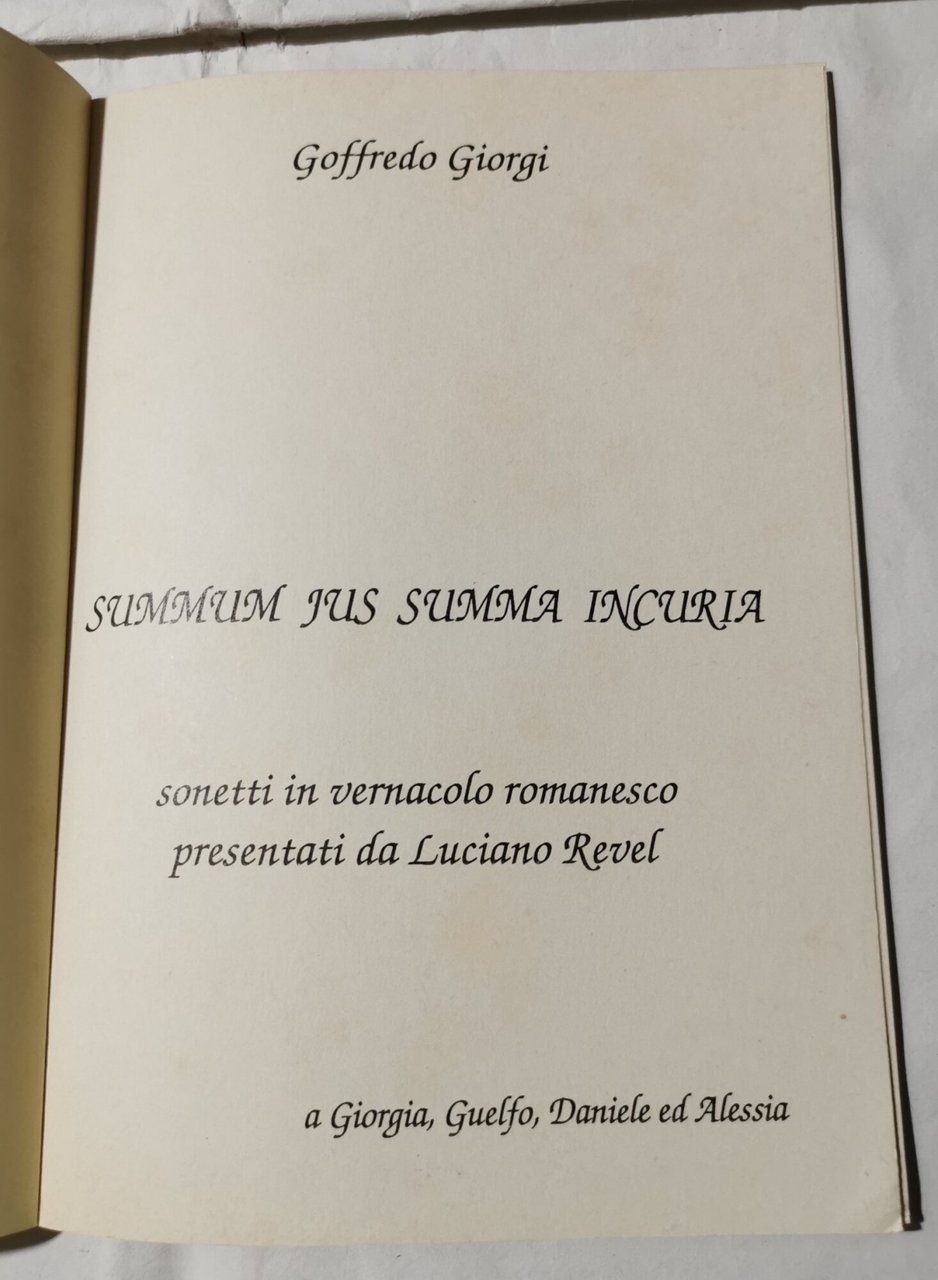 Goffredo Giorgi
SUMMUM JUS SUMMA INCURIA
sonetti in vernacolo romanesco
presentati da Luciano Revel
a Giorgia, Guelfo, Daniele ed Alessia